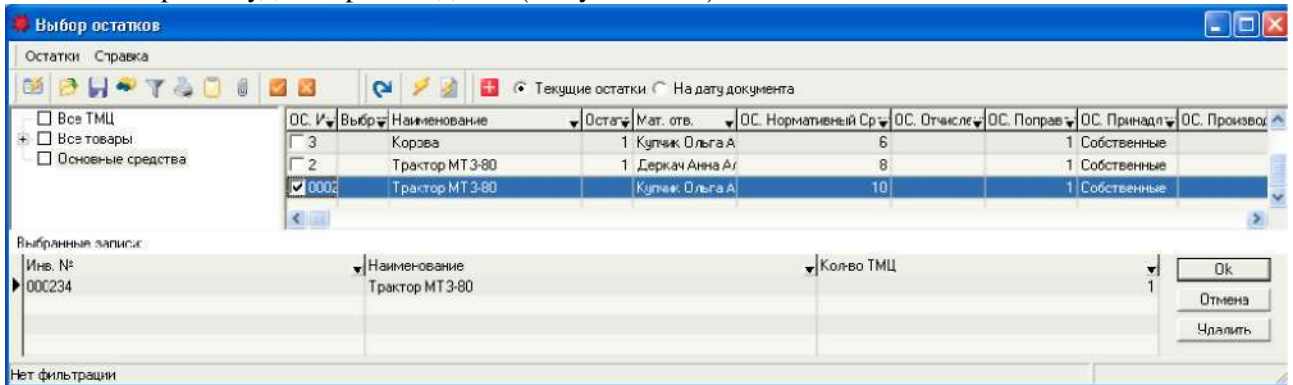 Выбор остатков
Остатки Справка
Текущие остатки На дату документа
Все ТМЦ
Все товары
Основные средства
ОС. И Выбр Наименование Оста Мат. отв. ОС. Нормативный Ср ОС. Отчисле ОС. Поправ ОС. Принадл ОС. Производ
3 Корова 1 Купчик Ольга А 6 1 Собственные
2 Трактор МТЗ-80 1 Деркач Анна Ал 8 1 Собственные
0002 Трактор МТЗ-80 Купчик Ольга А 10 1 Собственные
Выбранные записи:
Инв. № Наименование Кол-во ТМЦ
000234 Трактор МТЗ-80 1
Ok
Отмена
Удалить
Нет фильтрации